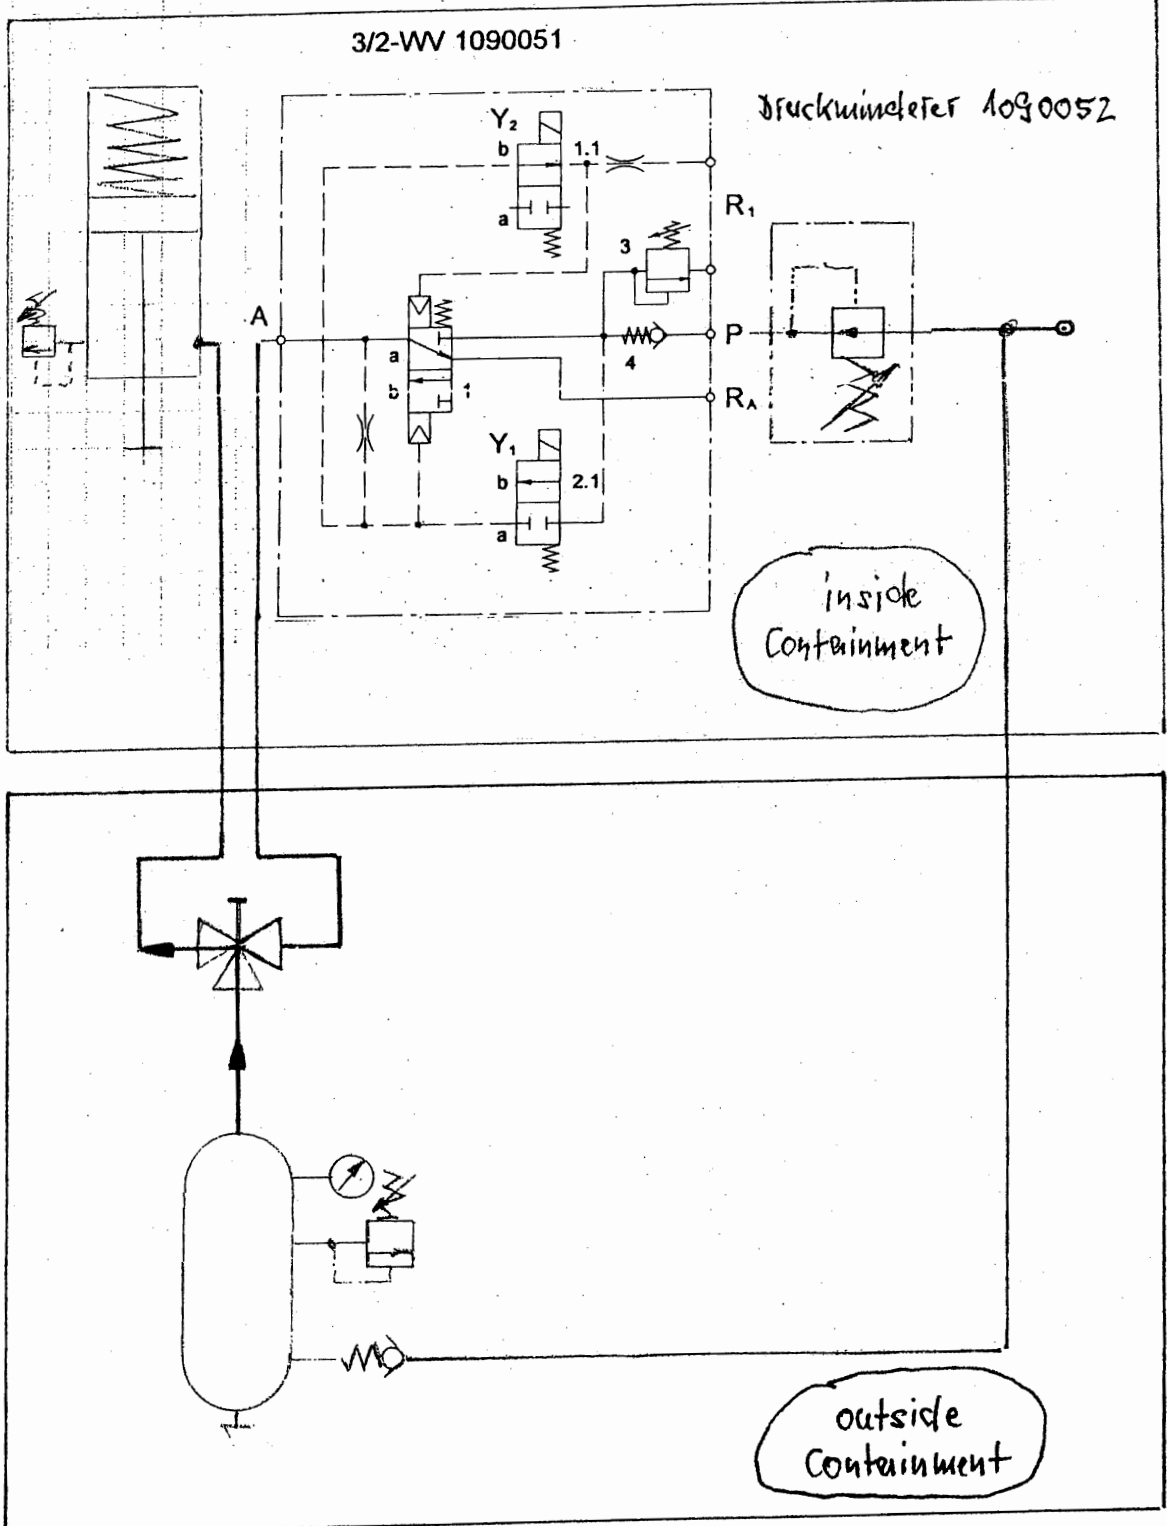 3/2-WV 1090051
Druckminderer 1090052
Y2
b
1.1
a
R1
3
A
P
a
4
b
1
RA
Y1
b
2.1
a
inside
Containment
outside
Containment